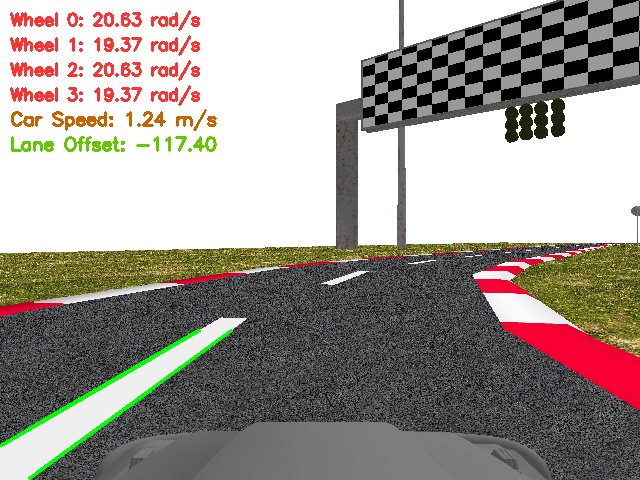 Wheel 0: 20.63 rad/s
Wheel 1: 19.37 rad/s
Wheel 2: 20.63 rad/s
Wheel 3: 19.37 rad/s
Car Speed: 1.24 m/s
Lane Offset: -117.40